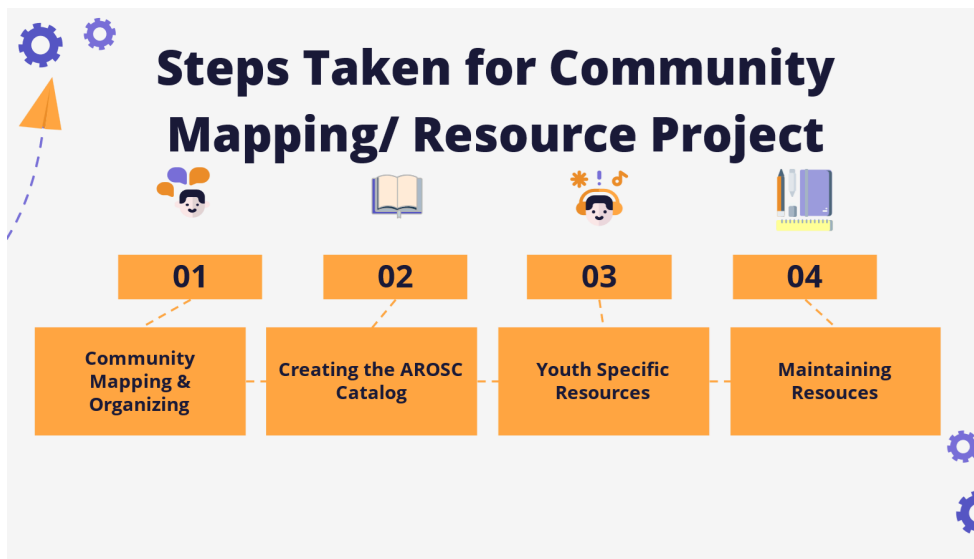 Steps Taken for Community
Mapping/ Resource Project
01
02
03
04
Community
Mapping &
Organizing
Creating the AROSC
Catalog
Youth Specific
Resources
Maintaining
Resouces